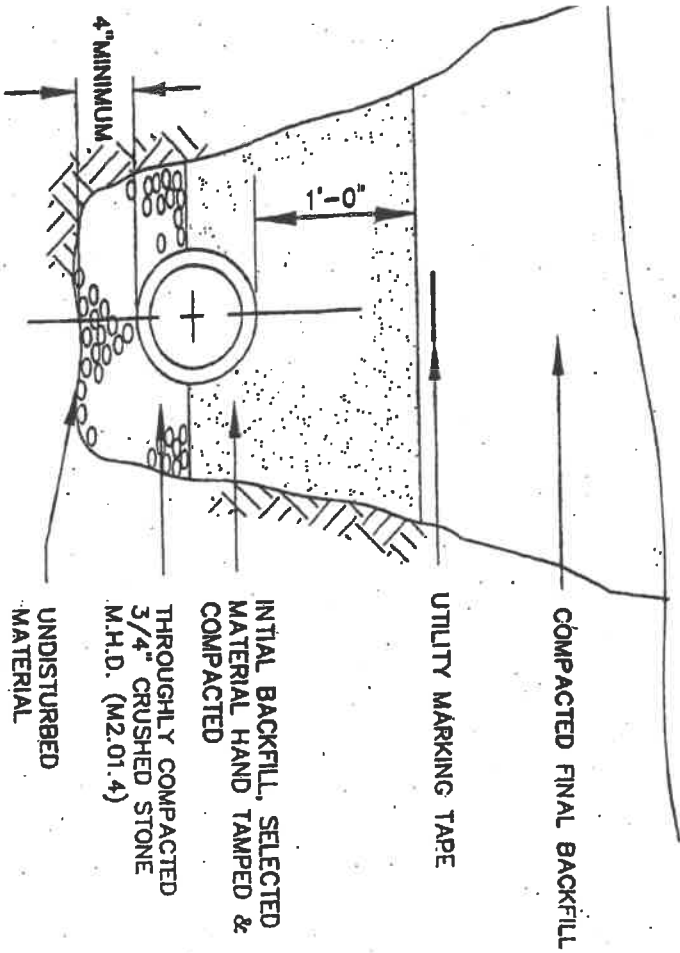 COMPACTED FINAL BACKFILL
UTILITY MARKING TAPE
1'-0"
INTIAL BACKFILL, SELECTED
MATERIAL HAND TAMPED &
COMPACTED
THROUGHLY COMPACTED
3/4" CRUSHED STONE
M.H.D. (M2.01.4)
UNDISTURBED
MATERIAL
4"MINIMUM